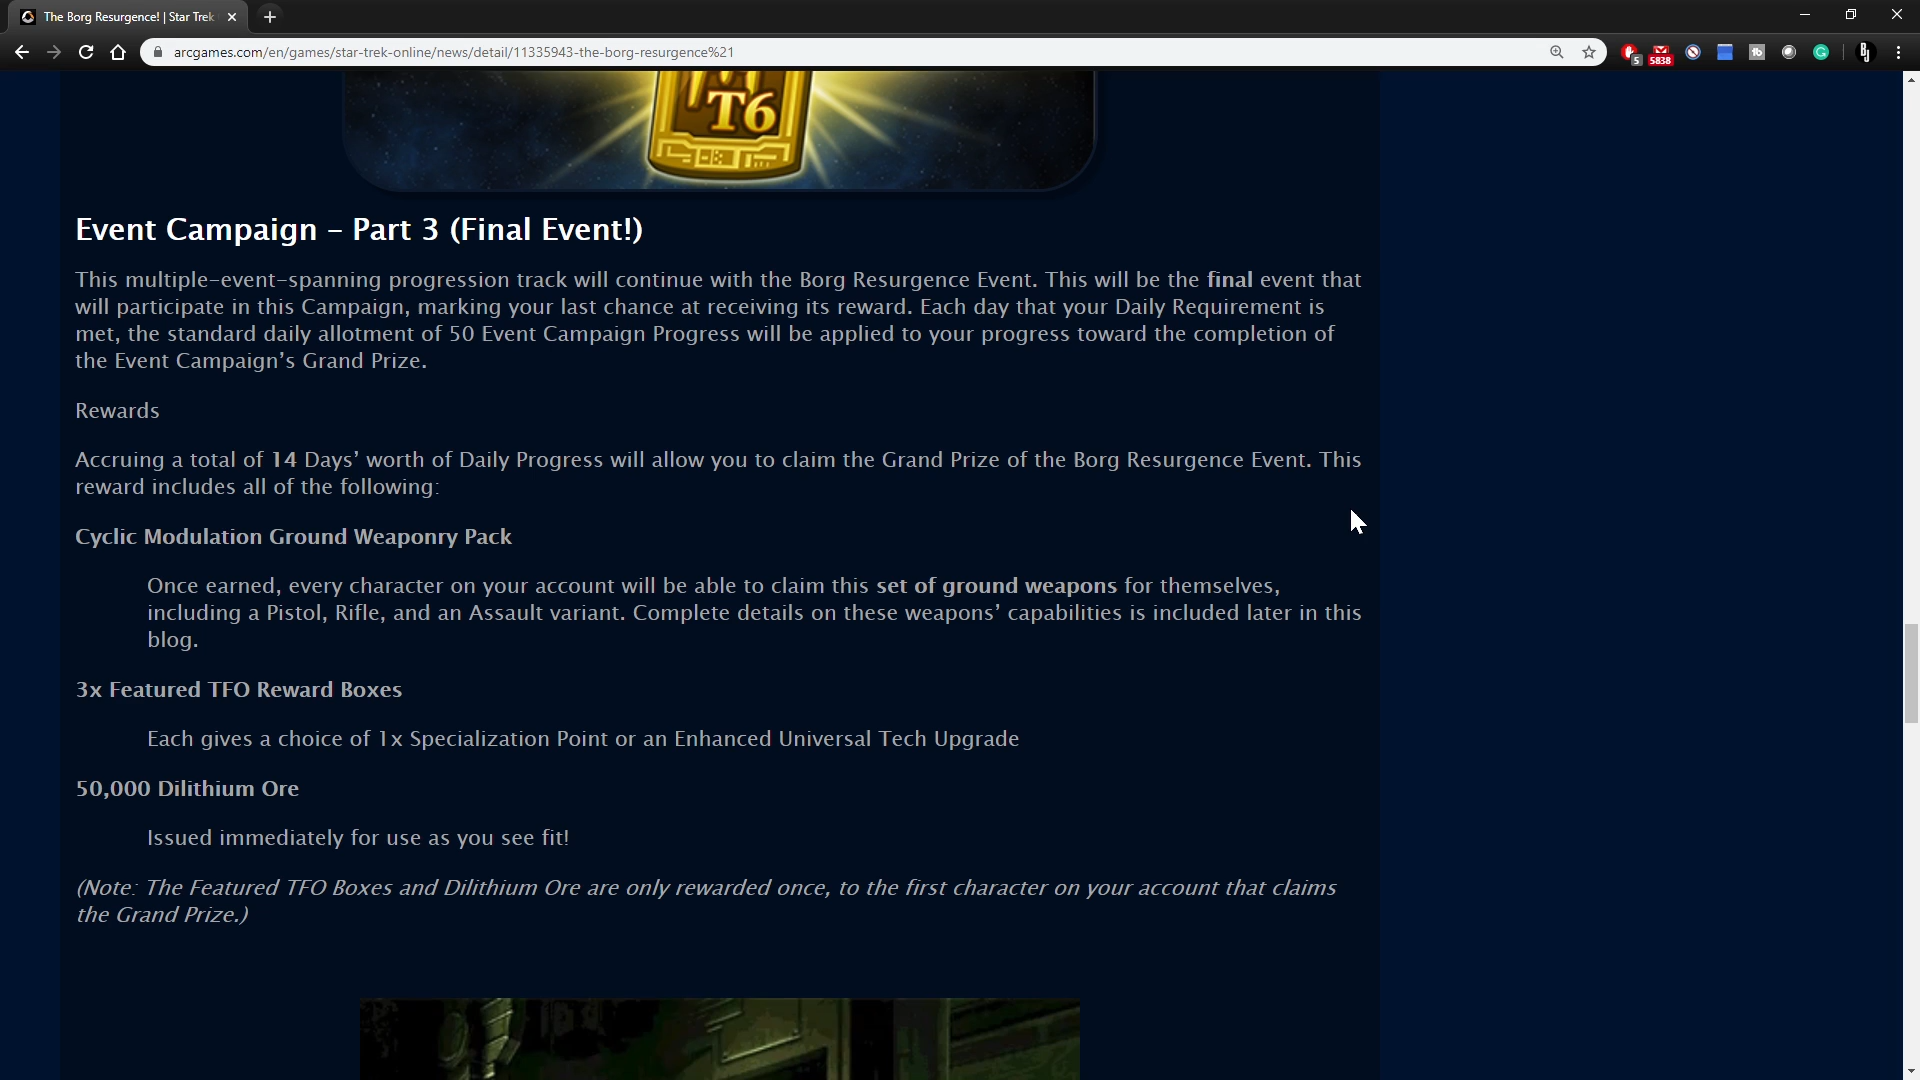 The Borg Resurgence! | Star Trek
arcgames.com/en/games/star-trek-online/news/detail/11335943-the-borg-resurgence%21
5
5838
T6
Event Campaign – Part 3 (Final Event!)
This multiple-event-spanning progression track will continue with the Borg Resurgence Event. This will be the final event that
will participate in this Campaign, marking your last chance at receiving its reward. Each day that your Daily Requirement is
met, the standard daily allotment of 50 Event Campaign Progress will be applied to your progress toward the completion of
the Event Campaign’s Grand Prize.
Rewards
Accruing a total of 14 Days’ worth of Daily Progress will allow you to claim the Grand Prize of the Borg Resurgence Event. This
reward includes all of the following:
Cyclic Modulation Ground Weaponry Pack
Once earned, every character on your account will be able to claim this set of ground weapons for themselves,
including a Pistol, Rifle, and an Assault variant. Complete details on these weapons’ capabilities is included later in this
blog.
3x Featured TFO Reward Boxes
Each gives a choice of 1x Specialization Point or an Enhanced Universal Tech Upgrade
50,000 Dilithium Ore
Issued immediately for use as you see fit!
(Note: The Featured TFO Boxes and Dilithium Ore are only rewarded once, to the first character on your account that claims
the Grand Prize.)